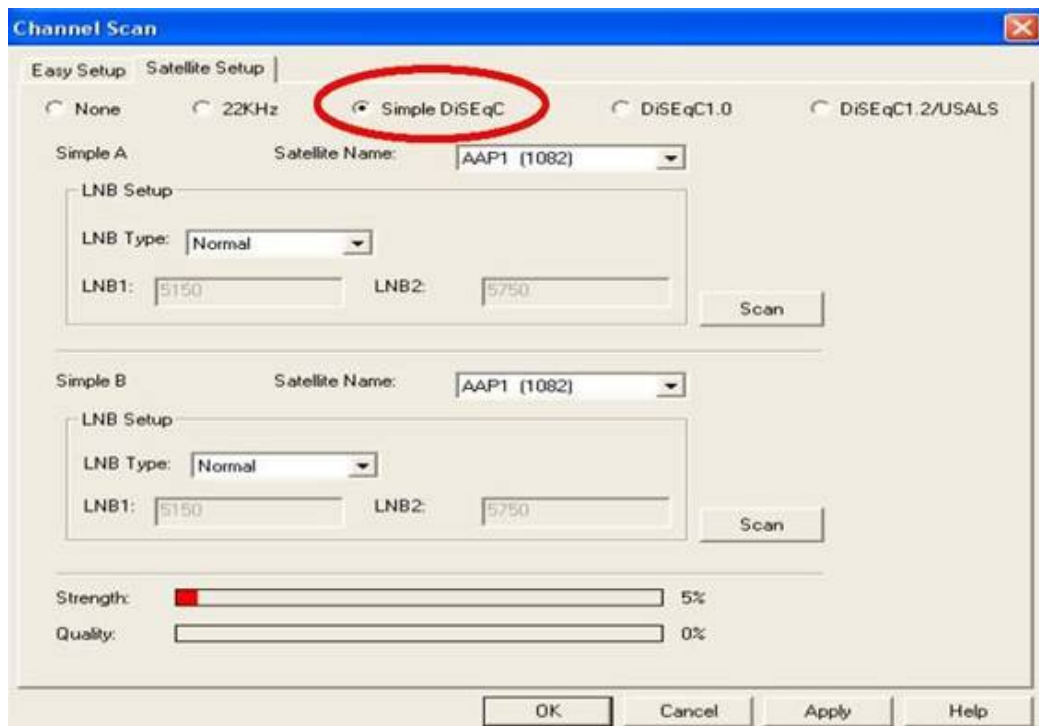 Channel Scan
Easy Setup Satellite Setup
None 22KHz Simple DiSEqC DiSEqC1.0 DiSEqC1.2/USALS
Simple A Satellite Name: AAP1 (1082)
LNB Setup
LNB Type: Normal
LNB1: 5150 LNB2: 5750
Scan
Simple B Satellite Name: AAP1 (1082)
LNB Setup
LNB Type: Normal
LNB1: 5150 LNB2: 5750
Scan
Strength: 5%
Quality: 0%
OK Cancel Apply Help